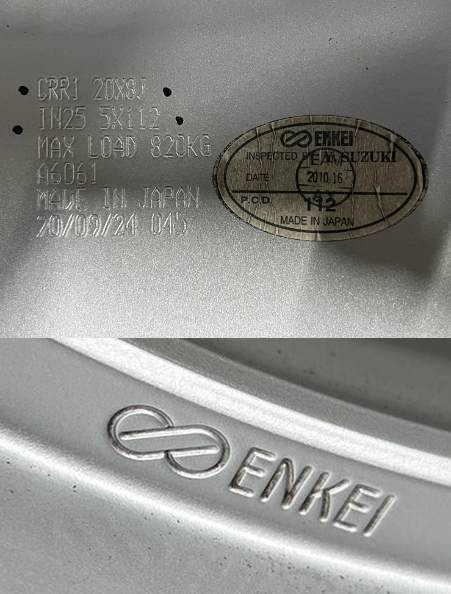 CRR1 20X9J
IN25 5X112
MAX LOAD 820KG
A6061
MADE IN JAPAN
20/09/24 045
ENKEI
INSPECTED BY Y. SUZUKI
DATE 2010.16
P.C.D. 112
MADE IN JAPAN
ENKEI